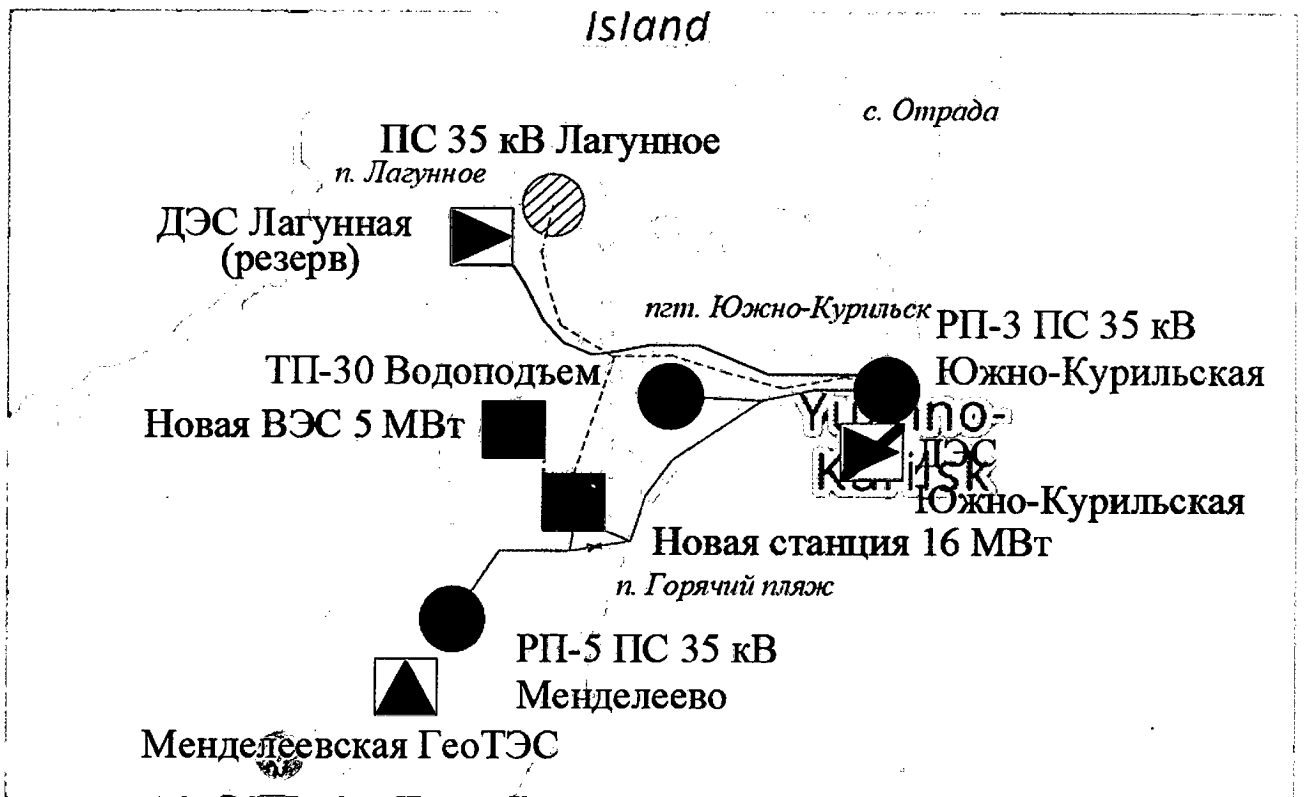 Island
с. Отрада
ПС 35 кВ Лагунное
п. Лагунное
ДЭС Лагунная
(резерв)
пгт. Южно-Курильск
РП-3 ПС 35 кВ
Южно-Курильская
ТП-30 Водоподъем
Новая ВЭС 5 МВт
ДЭС
Южно-Курильская
Новая станция 16 МВт
п. Горячий пляж
РП-5 ПС 35 кВ
Менделеево
Менделеевская ГеоТЭС